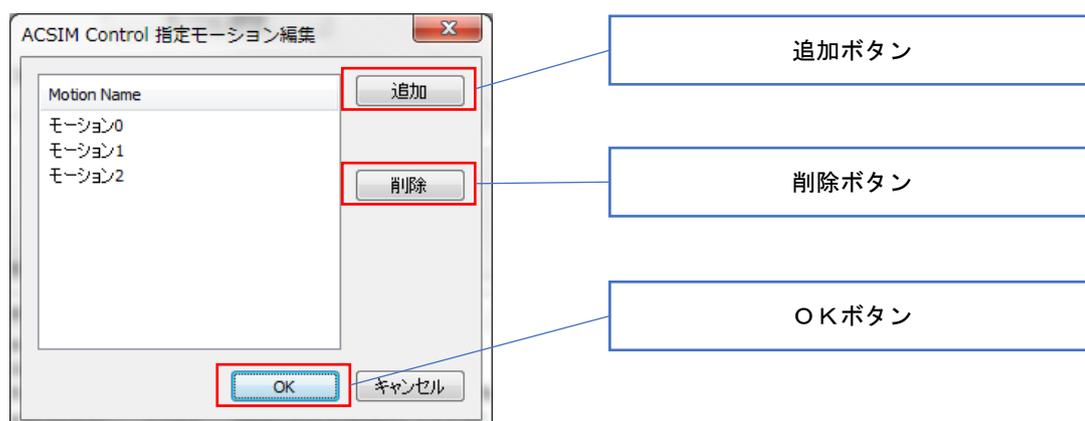 ACSIM Control 指定モーション編集
Motion Name
モーション0
モーション1
モーション2
追加
削除
OK
キャンセル
追加ボタン
削除ボタン
ＯＫボタン